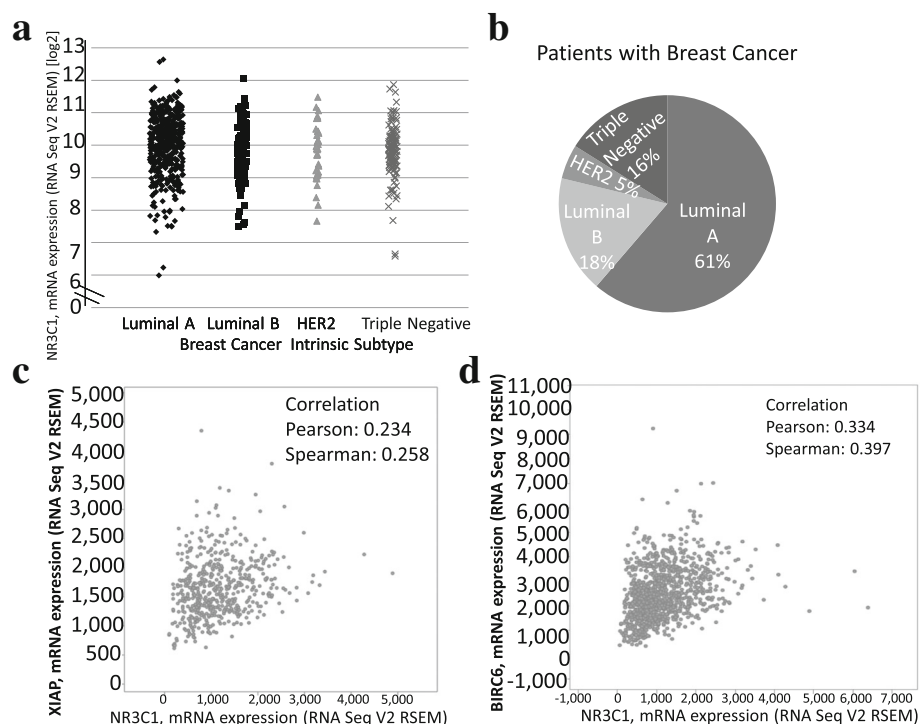 a
NR3C1, mRNA expression (RNA Seq V2 RSEM) [log2]
13
12
11
10
9
8
7
6
0
Luminal A Luminal B HER2 Triple Negative
Breast Cancer Intrinsic Subtype
b
Patients with Breast Cancer
Triple
Negative
16%
HER2 5%
Luminal
B
18%
Luminal
A
61%
c
XIAP, mRNA expression (RNA Seq V2 RSEM)
5,000
4,500
4,000
3,500
3,000
2,500
2,000
1,500
1,000
500
0
Correlation
Pearson: 0.234
Spearman: 0.258
0 1,000 2,000 3,000 4,000 5,000
NR3C1, mRNA expression (RNA Seq V2 RSEM)
d
BIRC6, mRNA expression (RNA Seq V2 RSEM)
11,000
10,000
9,000
8,000
7,000
6,000
5,000
4,000
3,000
2,000
1,000
0
-1,000
Correlation
Pearson: 0.334
Spearman: 0.397
-1,000 0 1,000 2,000 3,000 4,000 5,000 6,000 7,000
NR3C1, mRNA expression (RNA Seq V2 RSEM]